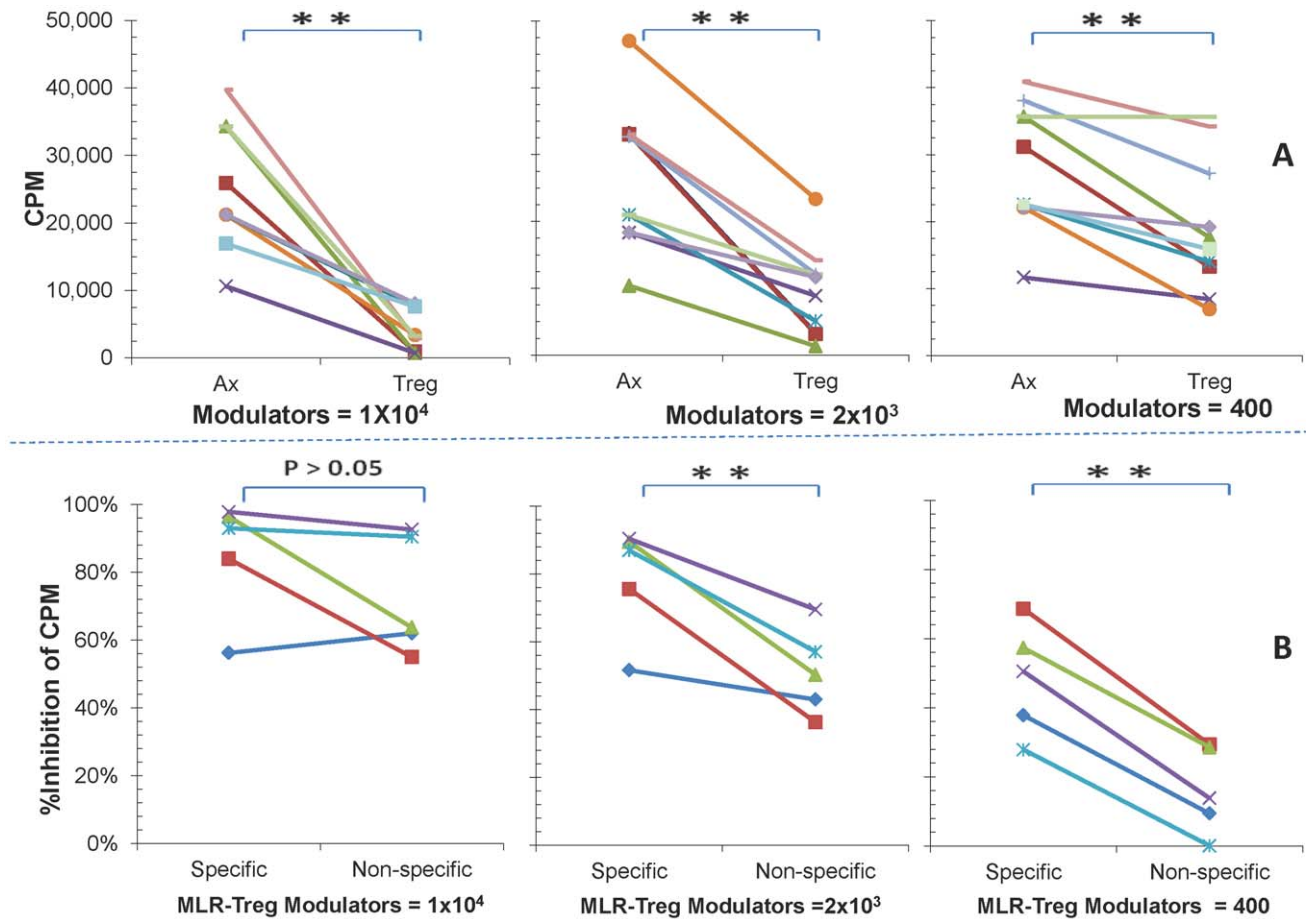 50,000
40,000
30,000
20,000
10,000
0
CPM
* *
Ax
Treg
Modulators = 1X10⁴
* *
Ax
Treg
Modulators = 2x10³
* *
A
Ax
Treg
Modulators = 400
P > 0.05
100%
80%
60%
40%
20%
0%
%Inhibition of CPM
Specific
Non-specific
MLR-Treg Modulators = 1x10⁴
* *
Specific
Non-specific
MLR-Treg Modulators =2x10³
* *
B
Specific
Non-specific
MLR-Treg Modulators = 400